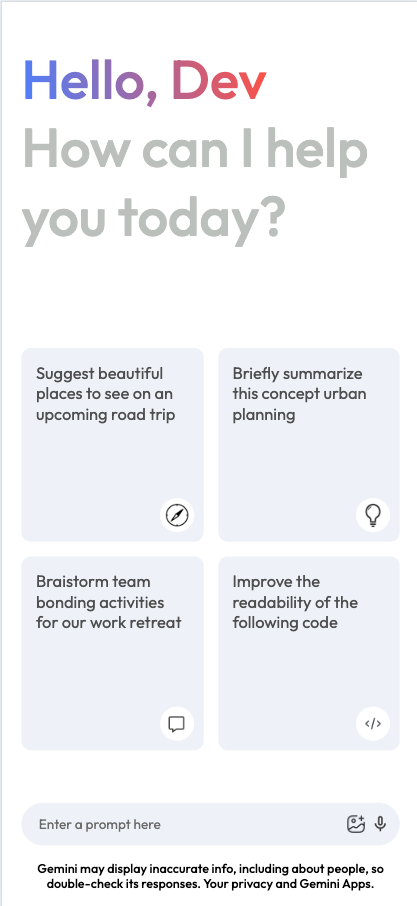 Hello, Dev
How can I help
you today?
Suggest beautiful
places to see on an
upcoming road trip
Briefly summarize
this concept urban
planning
Braistorm team
bonding activities
for our work retreat
Improve the
readability of the
following code
Enter a prompt here
Gemini may display inaccurate info, including about people, so
double-check its responses. Your privacy and Gemini Apps.